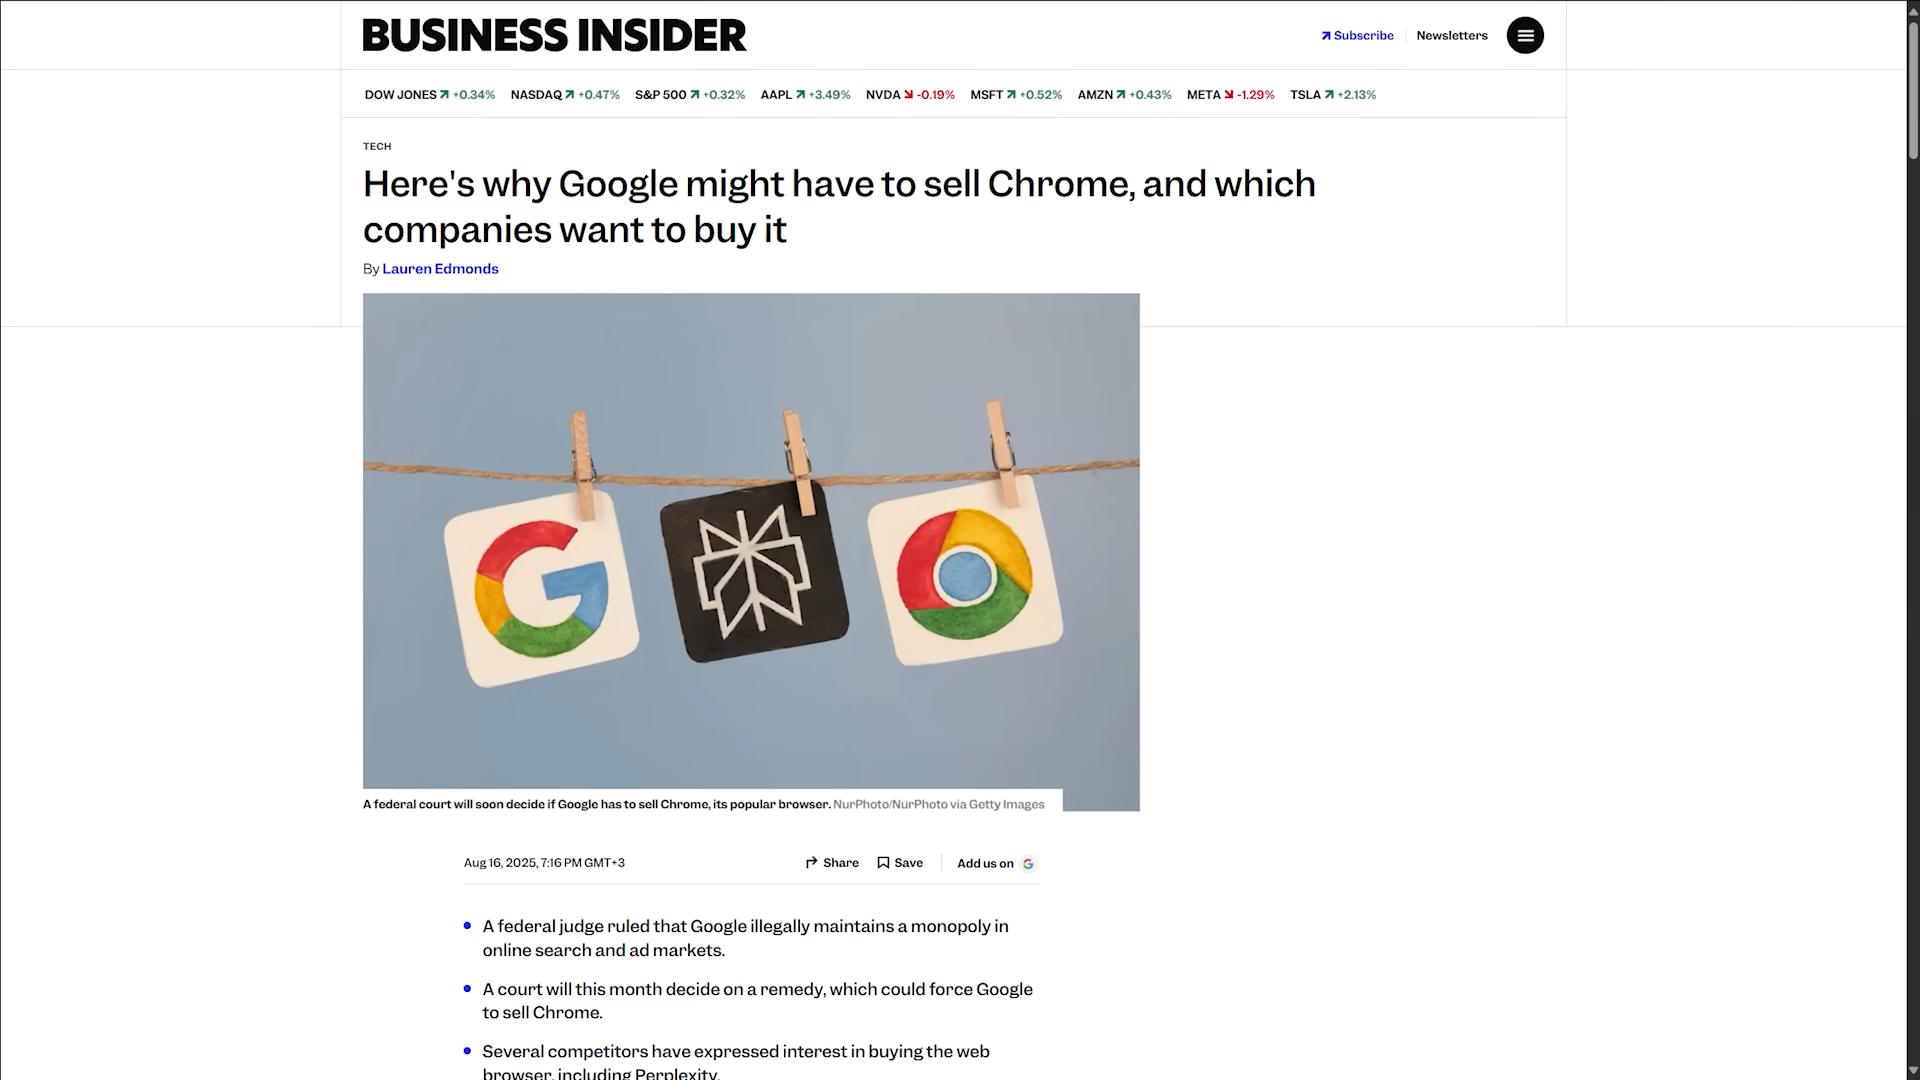 BUSINESS INSIDER
Subscribe
Newsletters
DOW JONES +0.34% NASDAQ +0.47% S&P 500 +0.32% AAPL +3.49% NVDA -0.19% MSFT +0.52% AMZN +0.43% META -1.29% TSLA +2.13%
TECH
Here's why Google might have to sell Chrome, and which
companies want to buy it
By Lauren Edmonds
A federal court will soon decide if Google has to sell Chrome, its popular browser. NurPhoto/NurPhoto via Getty Images
Aug 16, 2025, 7:16 PM GMT+3
Share
Save
Add us on
A federal judge ruled that Google illegally maintains a monopoly in
online search and ad markets.
A court will this month decide on a remedy, which could force Google
to sell Chrome.
Several competitors have expressed interest in buying the web
browser, including Perplexity.